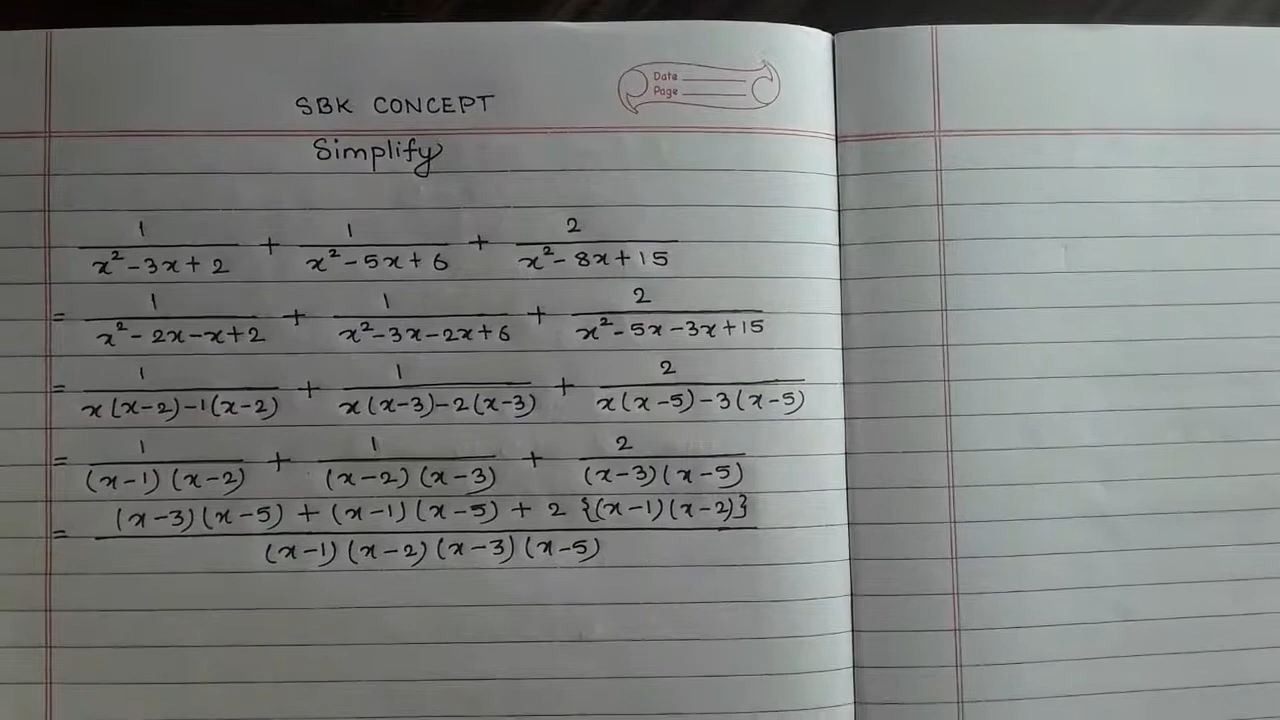 Date
Page
SBK CONCEPT
Simplify
1/(x²-3x+2) + 1/(x²-5x+6) + 2/(x²-8x+15)
= 1/(x²-2x-x+2) + 1/(x²-3x-2x+6) + 2/(x²-5x-3x+15)
= 1/(x(x-2)-1(x-2)) + 1/(x(x-3)-2(x-3)) + 2/(x(x-5)-3(x-5))
= 1/((x-1)(x-2)) + 1/((x-2)(x-3)) + 2/((x-3)(x-5))
= ((x-3)(x-5) + (x-1)(x-5) + 2 {(x-1)(x-2)})/((x-1)(x-2)(x-3)(x-5))